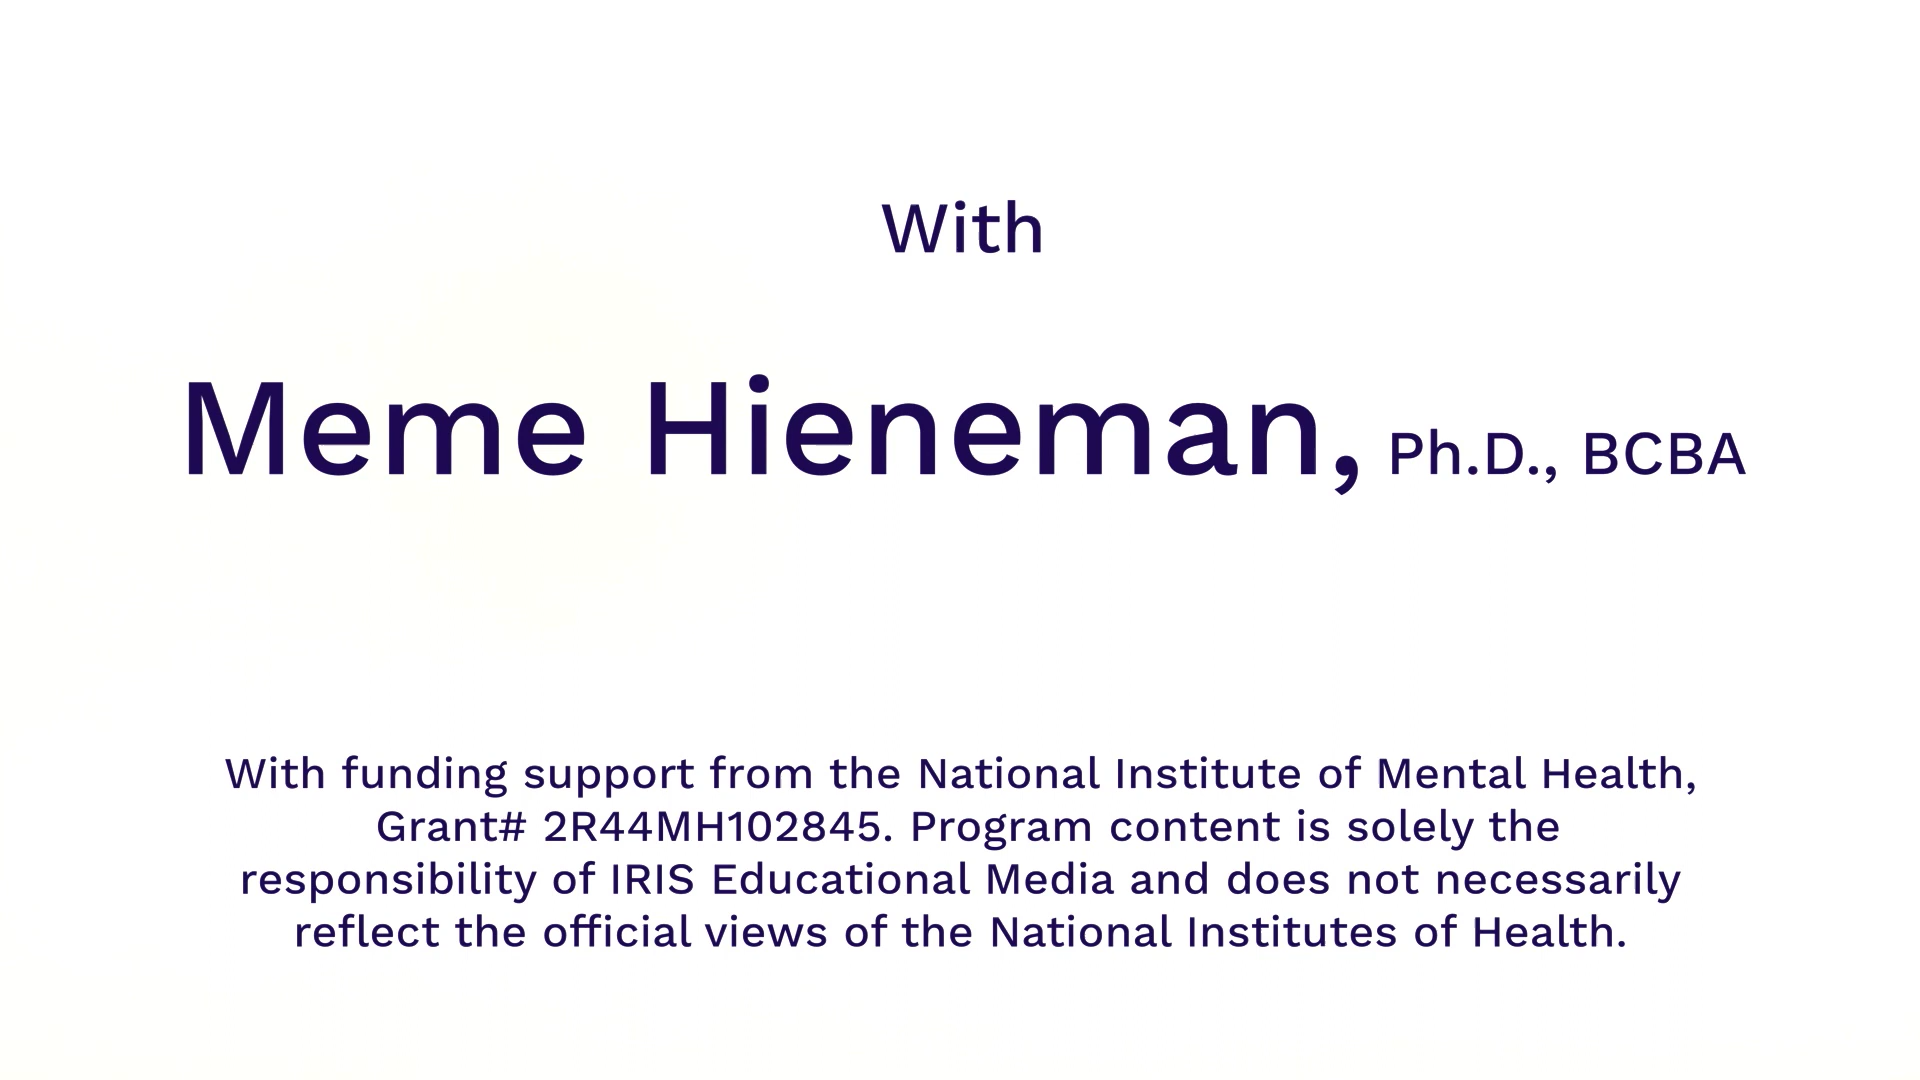 With
Meme Hieneman, Ph.D., BCBA
With funding support from the National Institute of Mental Health,
Grant# 2R44MH102845. Program content is solely the
responsibility of IRIS Educational Media and does not necessarily
reflect the official views of the National Institutes of Health.